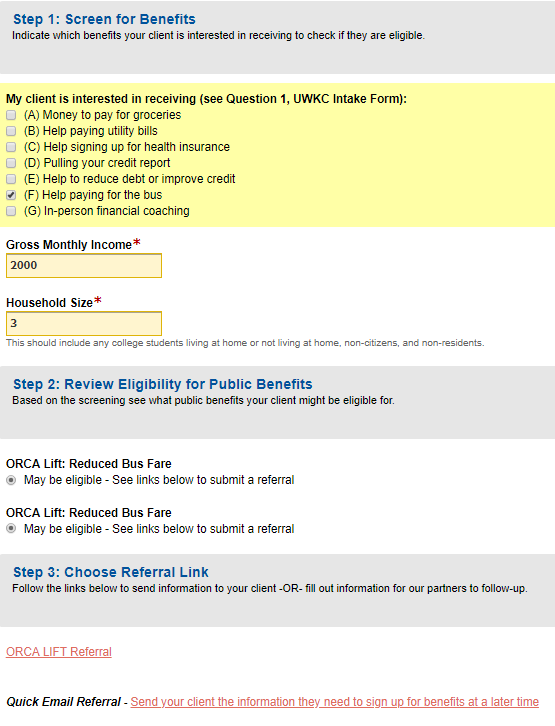 Step 1: Screen for Benefits
Indicate which benefits your client is interested in receiving to check if they are eligible.
My client is interested in receiving (see Question 1, UWKC Intake Form):
(A) Money to pay for groceries
(B) Help paying utility bills
(C) Help signing up for health insurance
(D) Pulling your credit report
(E) Help to reduce debt or improve credit
(F) Help paying for the bus
(G) In-person financial coaching
Gross Monthly Income*
2000
Household Size*
3
This should include any college students living at home or not living at home, non-citizens, and non-residents.
Step 2: Review Eligibility for Public Benefits
Based on the screening see what public benefits your client might be eligible for.
ORCA Lift: Reduced Bus Fare
May be eligible - See links below to submit a referral
ORCA Lift: Reduced Bus Fare
May be eligible - See links below to submit a referral
Step 3: Choose Referral Link
Follow the links below to send information to your client -OR- fill out information for our partners to follow-up.
ORCA LIFT Referral
Quick Email Referral - Send your client the information they need to sign up for benefits at a later time